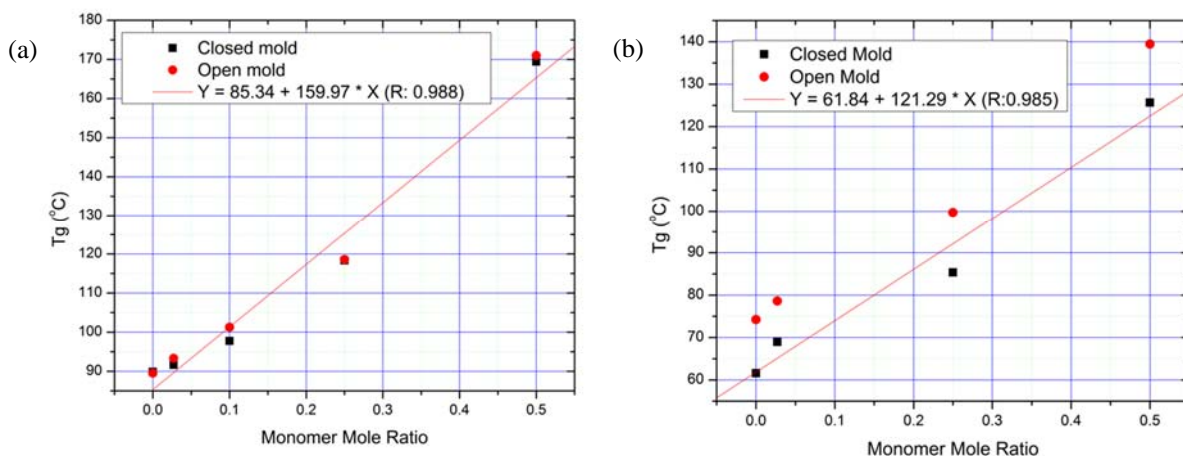 (a)
180
170
160
150
140
130
120
110
100
90
Tg (°C)
Closed mold
Open mold
Y = 85.34 + 159.97 * X (R: 0.988)
0.0 0.1 0.2 0.3 0.4 0.5
Monomer Mole Ratio
(b)
140
130
120
110
100
90
80
70
60
Tg (°C)
Closed Mold
Open Mold
Y = 61.84 + 121.29 * X (R:0.985)
0.0 0.1 0.2 0.3 0.4 0.5
Monomer Mole Ratio